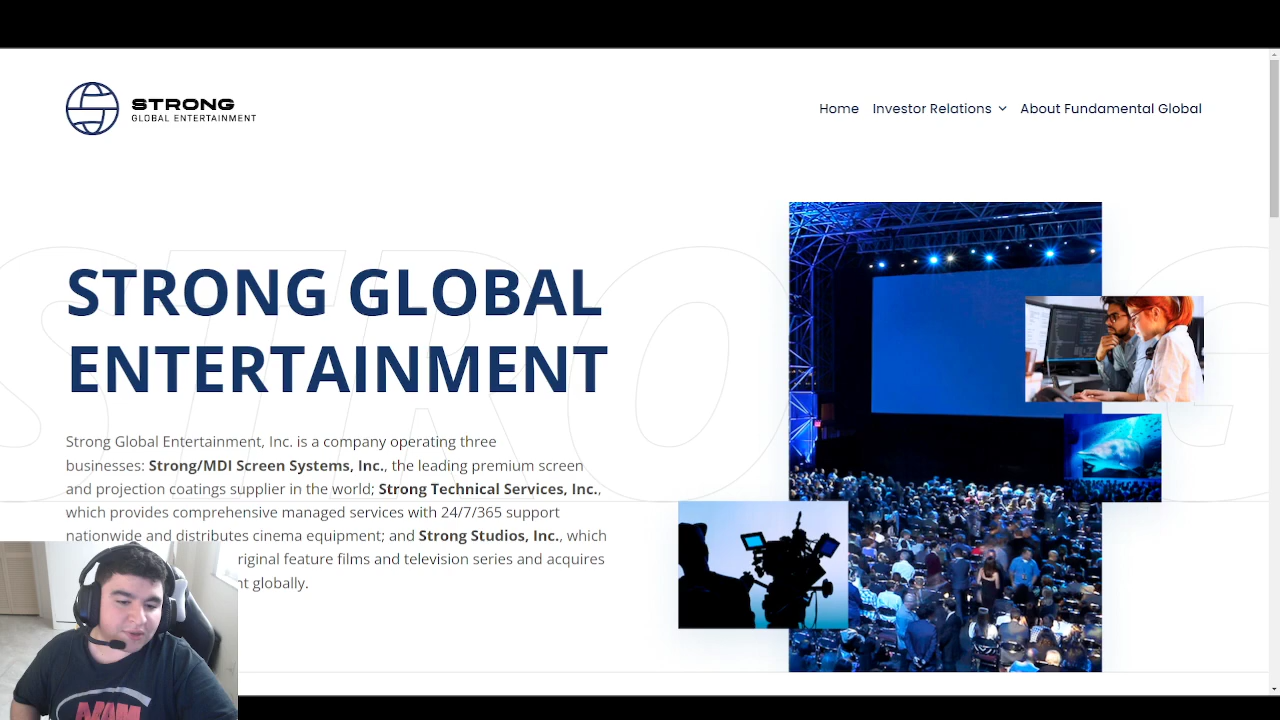 STRONG
GLOBAL ENTERTAINMENT
Home
Investor Relations
About Fundamental Global
STRONG GLOBAL
ENTERTAINMENT
Strong Global Entertainment, Inc. is a company operating three
businesses: Strong/MDI Screen Systems, Inc., the leading premium screen
and projection coatings supplier in the world; Strong Technical Services, Inc.,
which provides comprehensive managed services with 24/7/365 support
nationwide and distributes cinema equipment; and Strong Studios, Inc., which
feature films and television series and acquires
globally.